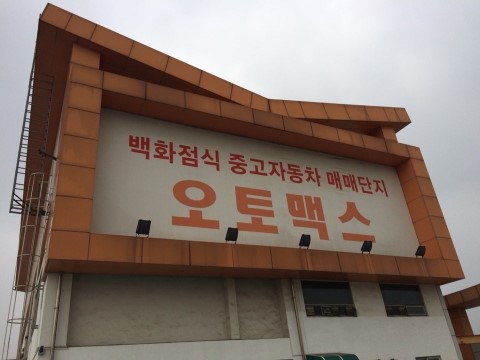 백화점식 중고자동차 매매단지
오토맥스